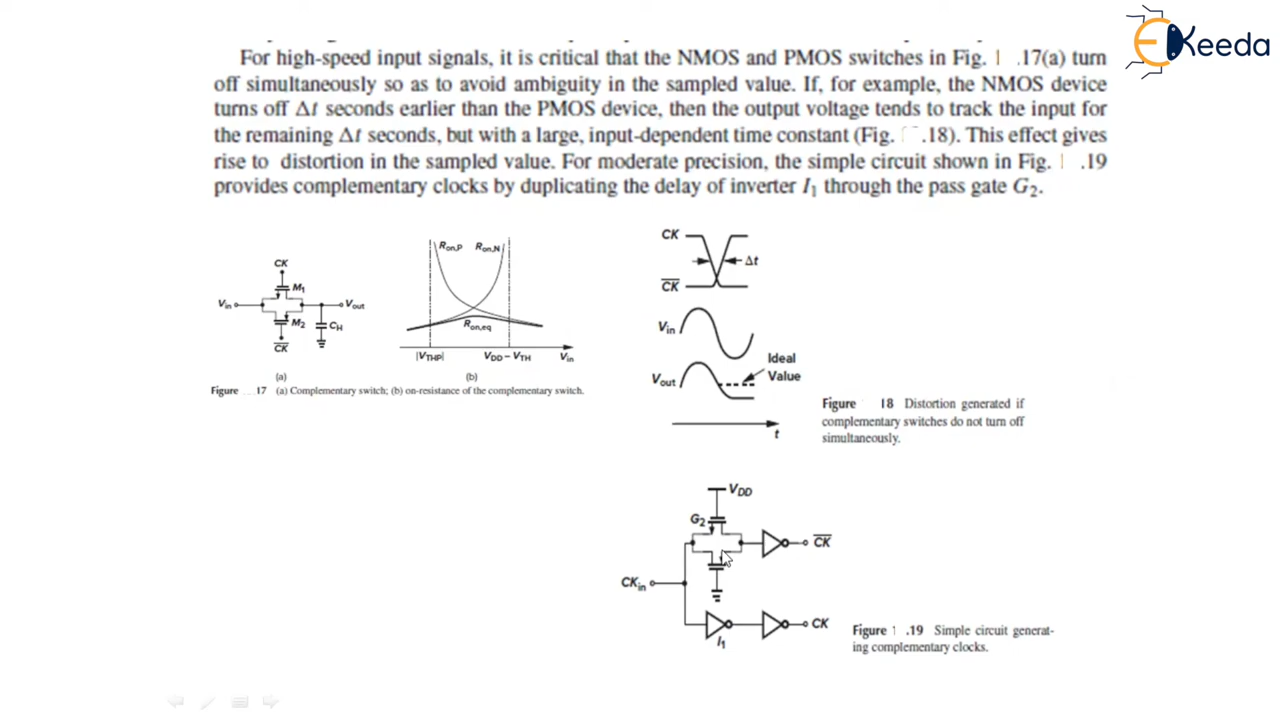 EKeeda
For high-speed input signals, it is critical that the NMOS and PMOS switches in Fig. 1 .17(a) turn
off simultaneously so as to avoid ambiguity in the sampled value. If, for example, the NMOS device
turns off Δt seconds earlier than the PMOS device, then the output voltage tends to track the input for
the remaining Δt seconds, but with a large, input-dependent time constant (Fig. .18). This effect gives
rise to distortion in the sampled value. For moderate precision, the simple circuit shown in Fig. 1 .19
provides complementary clocks by duplicating the delay of inverter I1 through the pass gate G2.
CK
M1
Vin
Vout
M2
CH
CK
(a)
Ron,P Ron,N
Ron,eq
|VTHP| VDD – VTH Vin
(b)
Figure 17 (a) Complementary switch; (b) on-resistance of the complementary switch.
CK
Δt
CK
Vin
Ideal
Value
Vout
t
Figure 18 Distortion generated if
complementary switches do not turn off
simultaneously.
VDD
G2
CK
CKin
CK
I1
Figure 1 .19 Simple circuit generat-
ing complementary clocks.